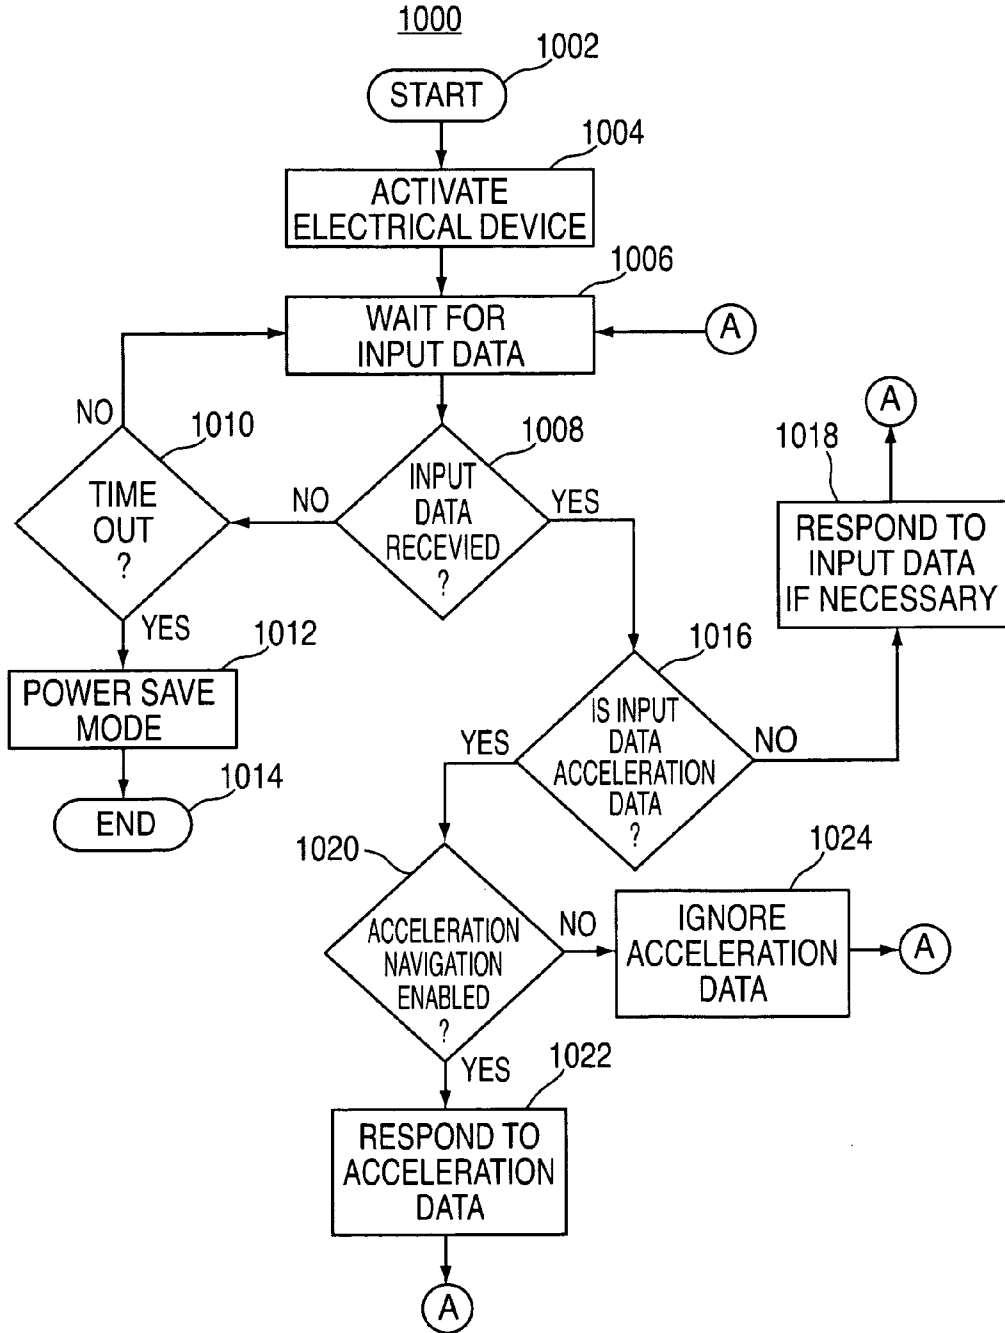 1000
1002
START
1004
ACTIVATE
ELECTRICAL DEVICE
1006
WAIT FOR
INPUT DATA
A
NO
1010
TIME
OUT
?
NO
1008
INPUT
DATA
RECEVIED
?
YES
A
1018
RESPOND TO
INPUT DATA
IF NECESSARY
YES
1012
POWER SAVE
MODE
1014
END
1016
IS INPUT
DATA
ACCELERATION
DATA
?
YES
NO
1020
ACCELERATION
NAVIGATION
ENABLED
?
NO
1024
IGNORE
ACCELERATION
DATA
A
YES
1022
RESPOND TO
ACCELERATION
DATA
A